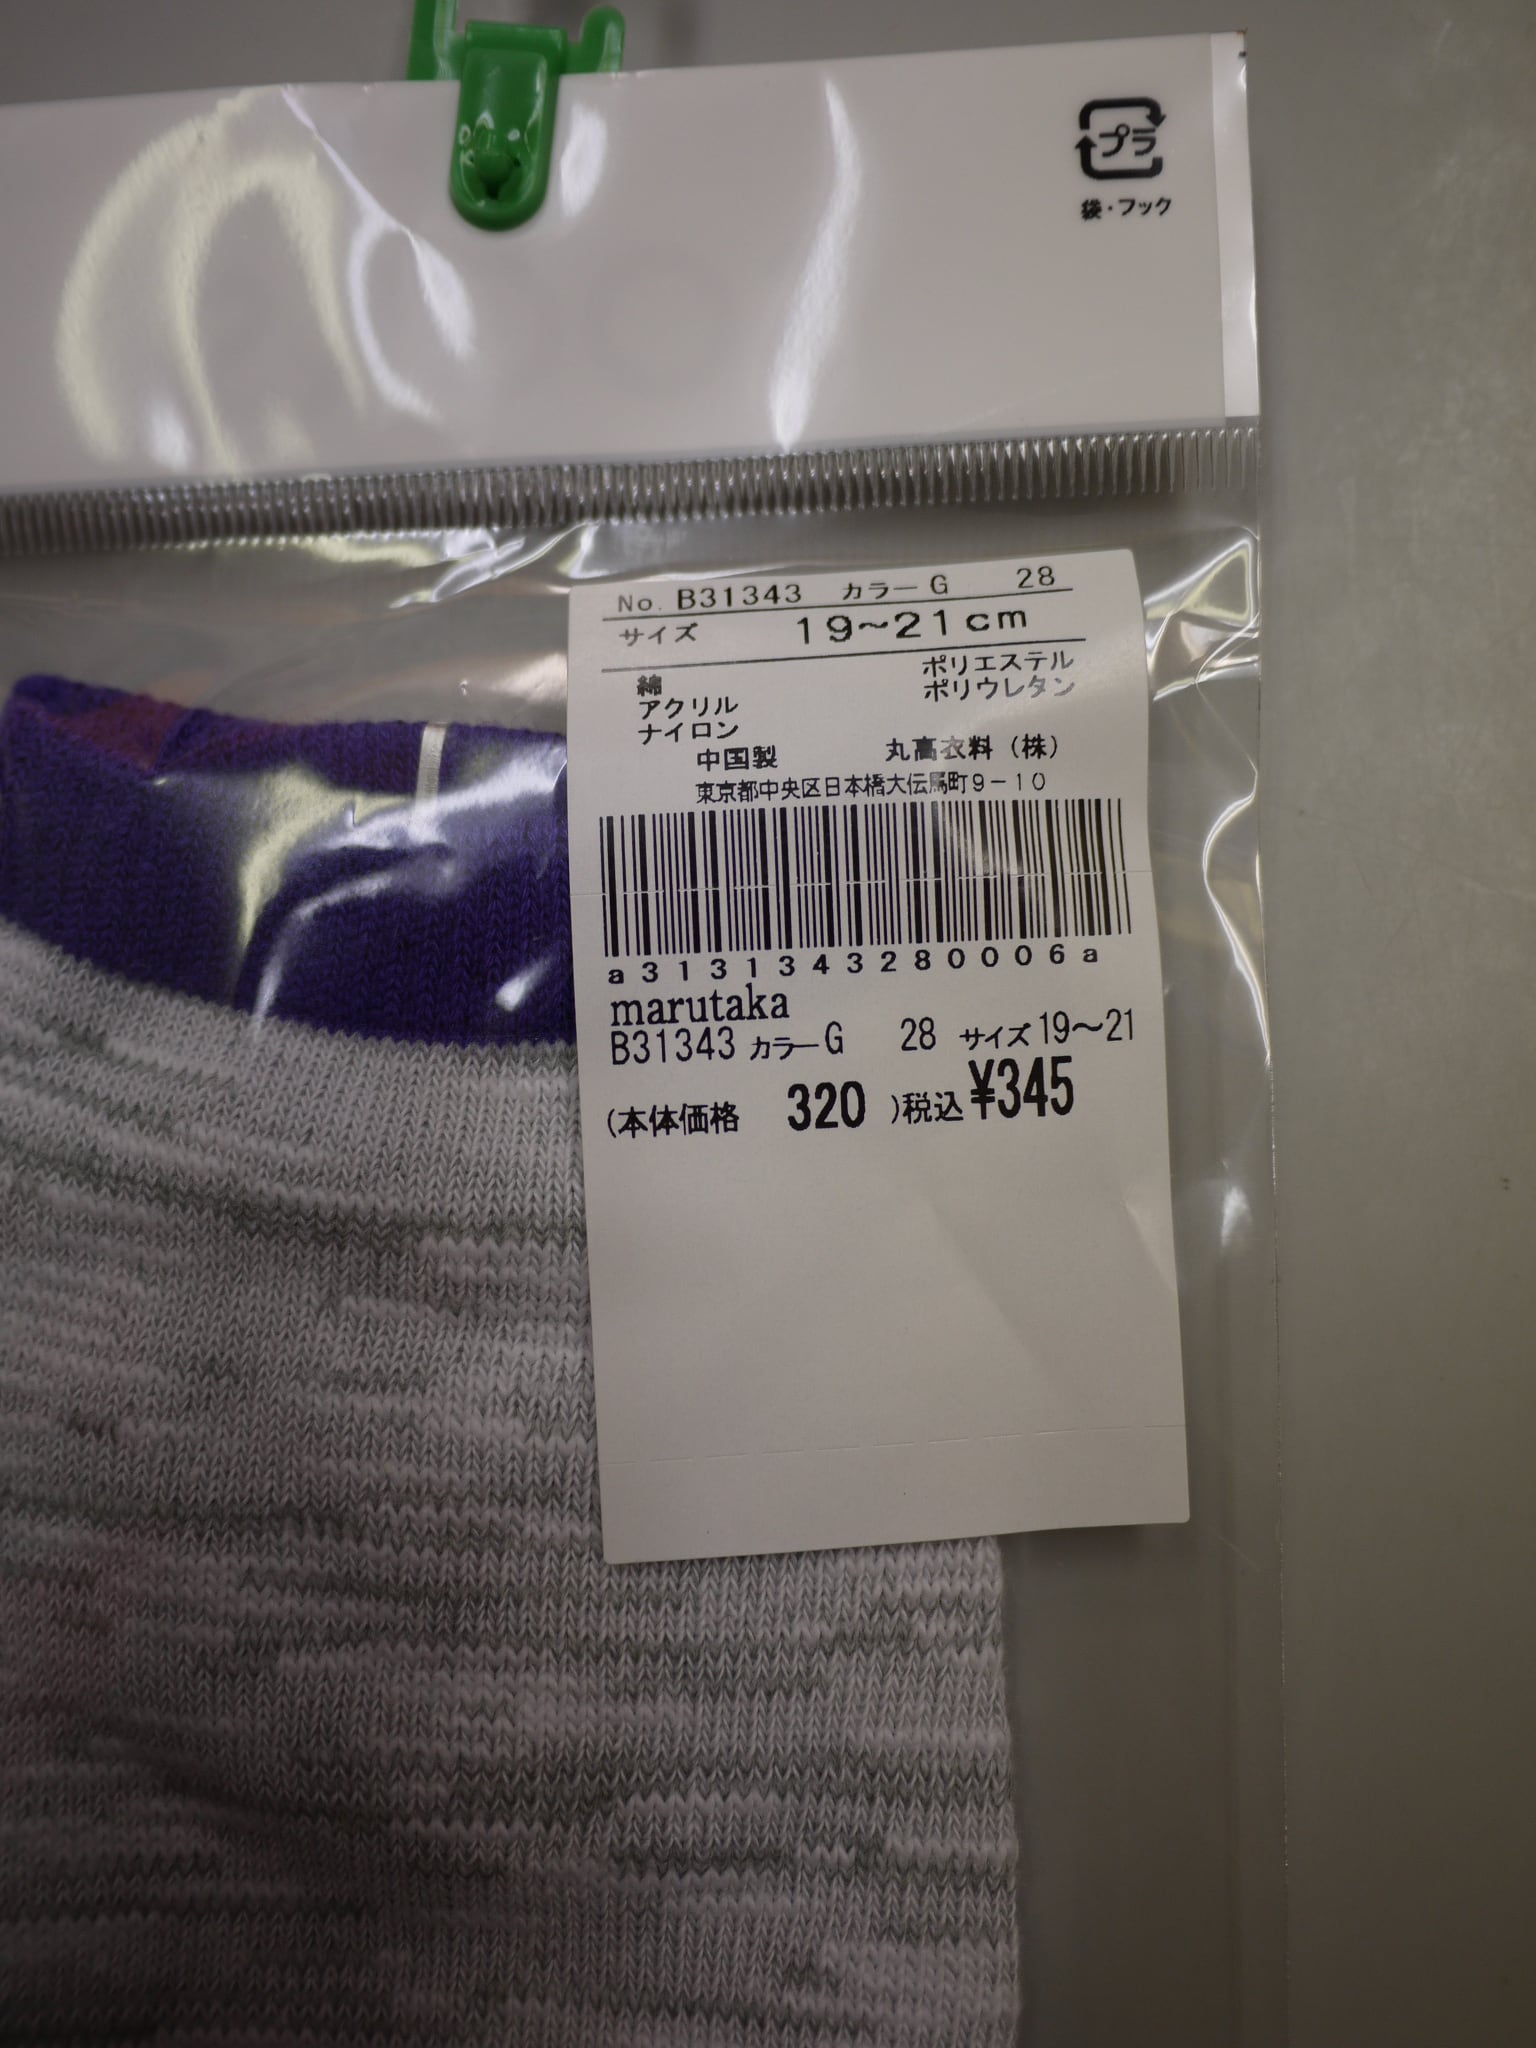 プラ
袋・フック
No. B31343 カラー G 28
サイズ 19～21cm
綿 ポリエステル
アクリル ポリウレタン
ナイロン
中国製 丸高衣料（株）
東京都中央区日本橋大伝馬町9-10
a3131343280006a
marutaka
B31343 カラー G 28 サイズ 19～21
(本体価格 320 )税込 ¥345